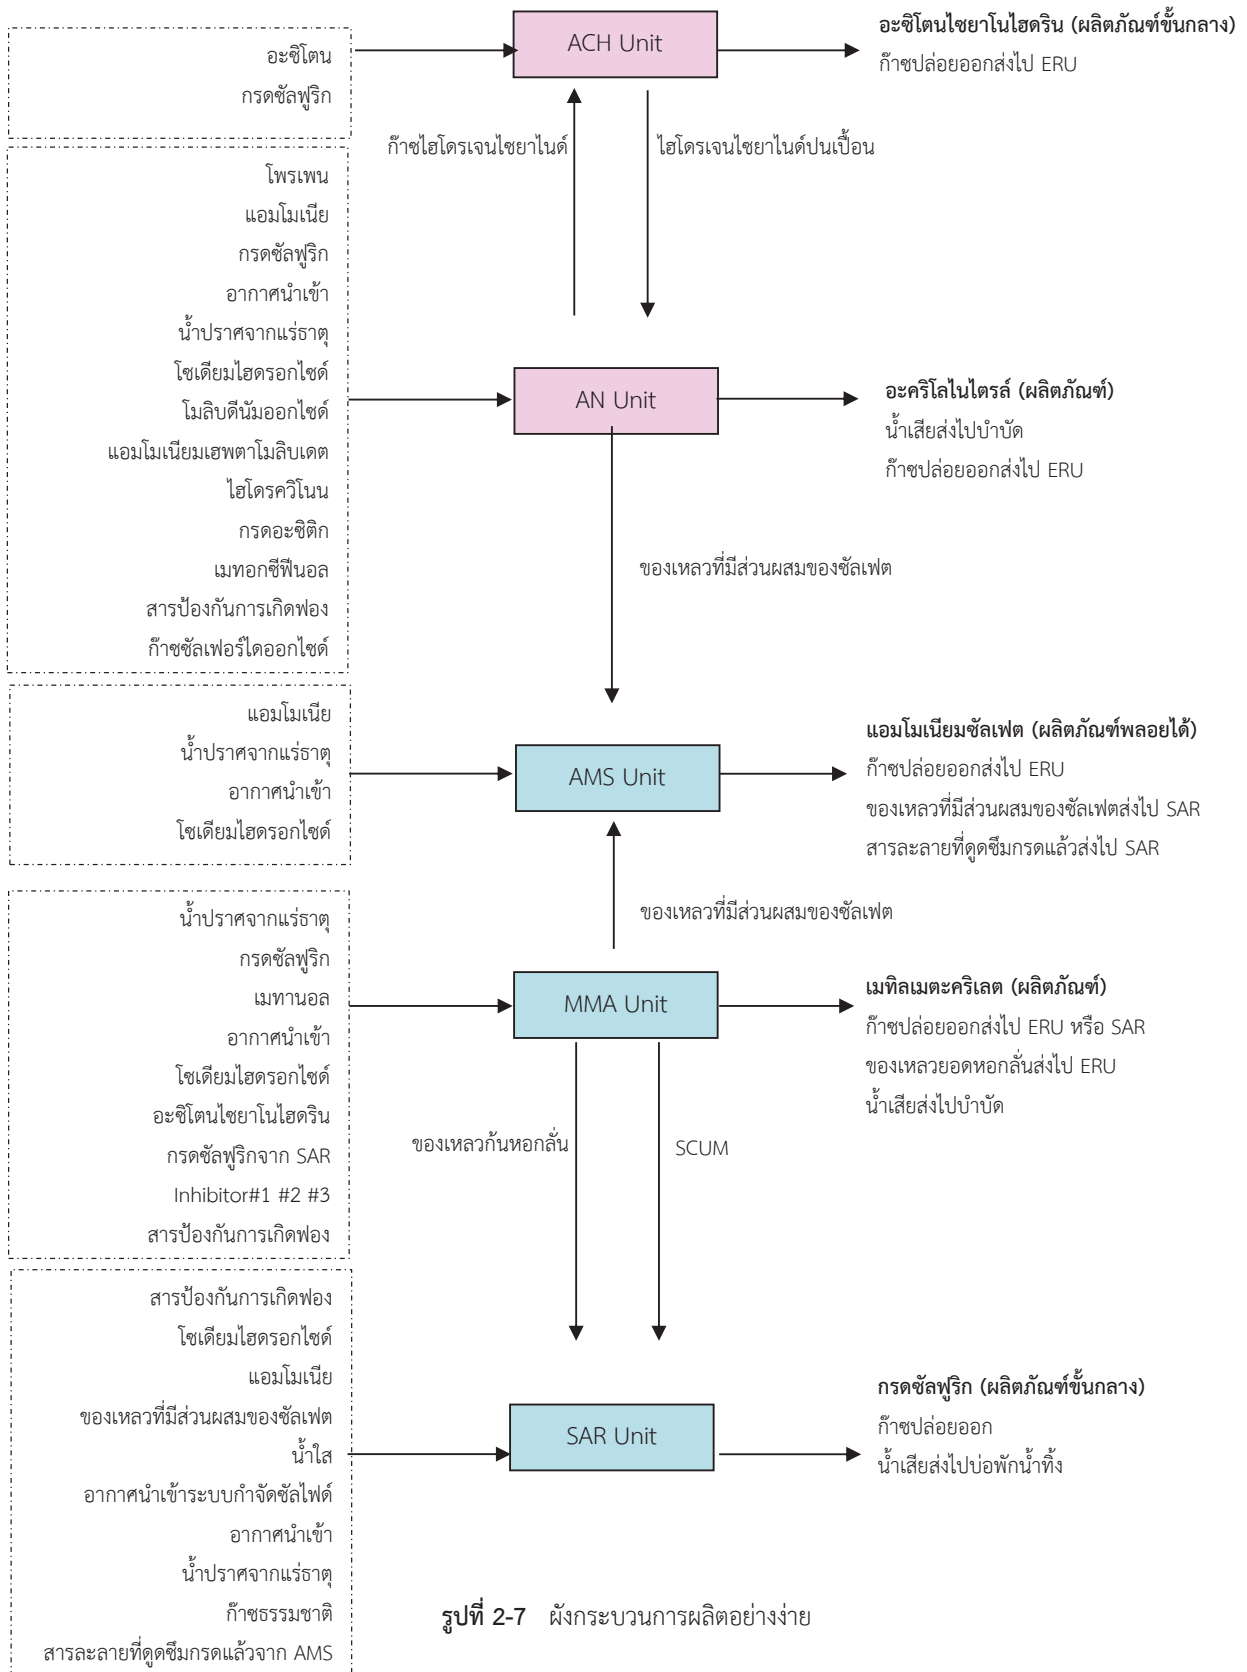 อะซิโตน
กรดซัลฟูริก
ACH Unit
อะซิโตนไซยาโนไฮดริน (ผลิตภัณฑ์ขั้นกลาง)
ก๊าซปล่อยออกส่งไป ERU
ก๊าซไฮโดรเจนไซยาไนด์
ไฮโดรเจนไซยาไนด์ปนเปื้อน
โพรเพน
แอมโมเนีย
กรดซัลฟูริก
อากาศนำเข้า
น้ำปราศจากแร่ธาตุ
โซเดียมไฮดรอกไซด์
โมลิบดีนัมออกไซด์
แอมโมเนียมเฮพตาโมลิบเดต
ไฮโดรควิโนน
กรดอะซิติก
เมทอกซีฟีนอล
สารป้องกันการเกิดฟอง
ก๊าซซัลเฟอร์ไดออกไซด์
AN Unit
อะคริโลไนไตรล์ (ผลิตภัณฑ์)
น้ำเสียส่งไปบำบัด
ก๊าซปล่อยออกส่งไป ERU
ของเหลวที่มีส่วนผสมของซัลเฟต
แอมโมเนีย
น้ำปราศจากแร่ธาตุ
อากาศนำเข้า
โซเดียมไฮดรอกไซด์
AMS Unit
แอมโมเนียมซัลเฟต (ผลิตภัณฑ์พลอยได้)
ก๊าซปล่อยออกส่งไป ERU
ของเหลวที่มีส่วนผสมของซัลเฟตส่งไป SAR
สารละลายที่ดูดซึมกรดแล้วส่งไป SAR
ของเหลวที่มีส่วนผสมของซัลเฟต
น้ำปราศจากแร่ธาตุ
กรดซัลฟูริก
เมทานอล
อากาศนำเข้า
โซเดียมไฮดรอกไซด์
อะซิโตนไซยาโนไฮดริน
กรดซัลฟูริกจาก SAR
Inhibitor#1 #2 #3
สารป้องกันการเกิดฟอง
MMA Unit
เมทิลเมตะคริเลต (ผลิตภัณฑ์)
ก๊าซปล่อยออกส่งไป ERU หรือ SAR
ของเหลวยอดหอกลั่นส่งไป ERU
น้ำเสียส่งไปบำบัด
ของเหลวก้นหอกลั่น
SCUM
สารป้องกันการเกิดฟอง
โซเดียมไฮดรอกไซด์
แอมโมเนีย
ของเหลวที่มีส่วนผสมของซัลเฟต
น้ำใส
อากาศนำเข้าระบบกำจัดซัลไฟด์
อากาศนำเข้า
น้ำปราศจากแร่ธาตุ
ก๊าซธรรมชาติ
สารละลายที่ดูดซึมกรดแล้วจาก AMS
SAR Unit
กรดซัลฟูริก (ผลิตภัณฑ์ขั้นกลาง)
ก๊าซปล่อยออก
น้ำเสียส่งไปบ่อพักน้ำทิ้ง
รูปที่ 2-7 ผังกระบวนการผลิตอย่างง่าย